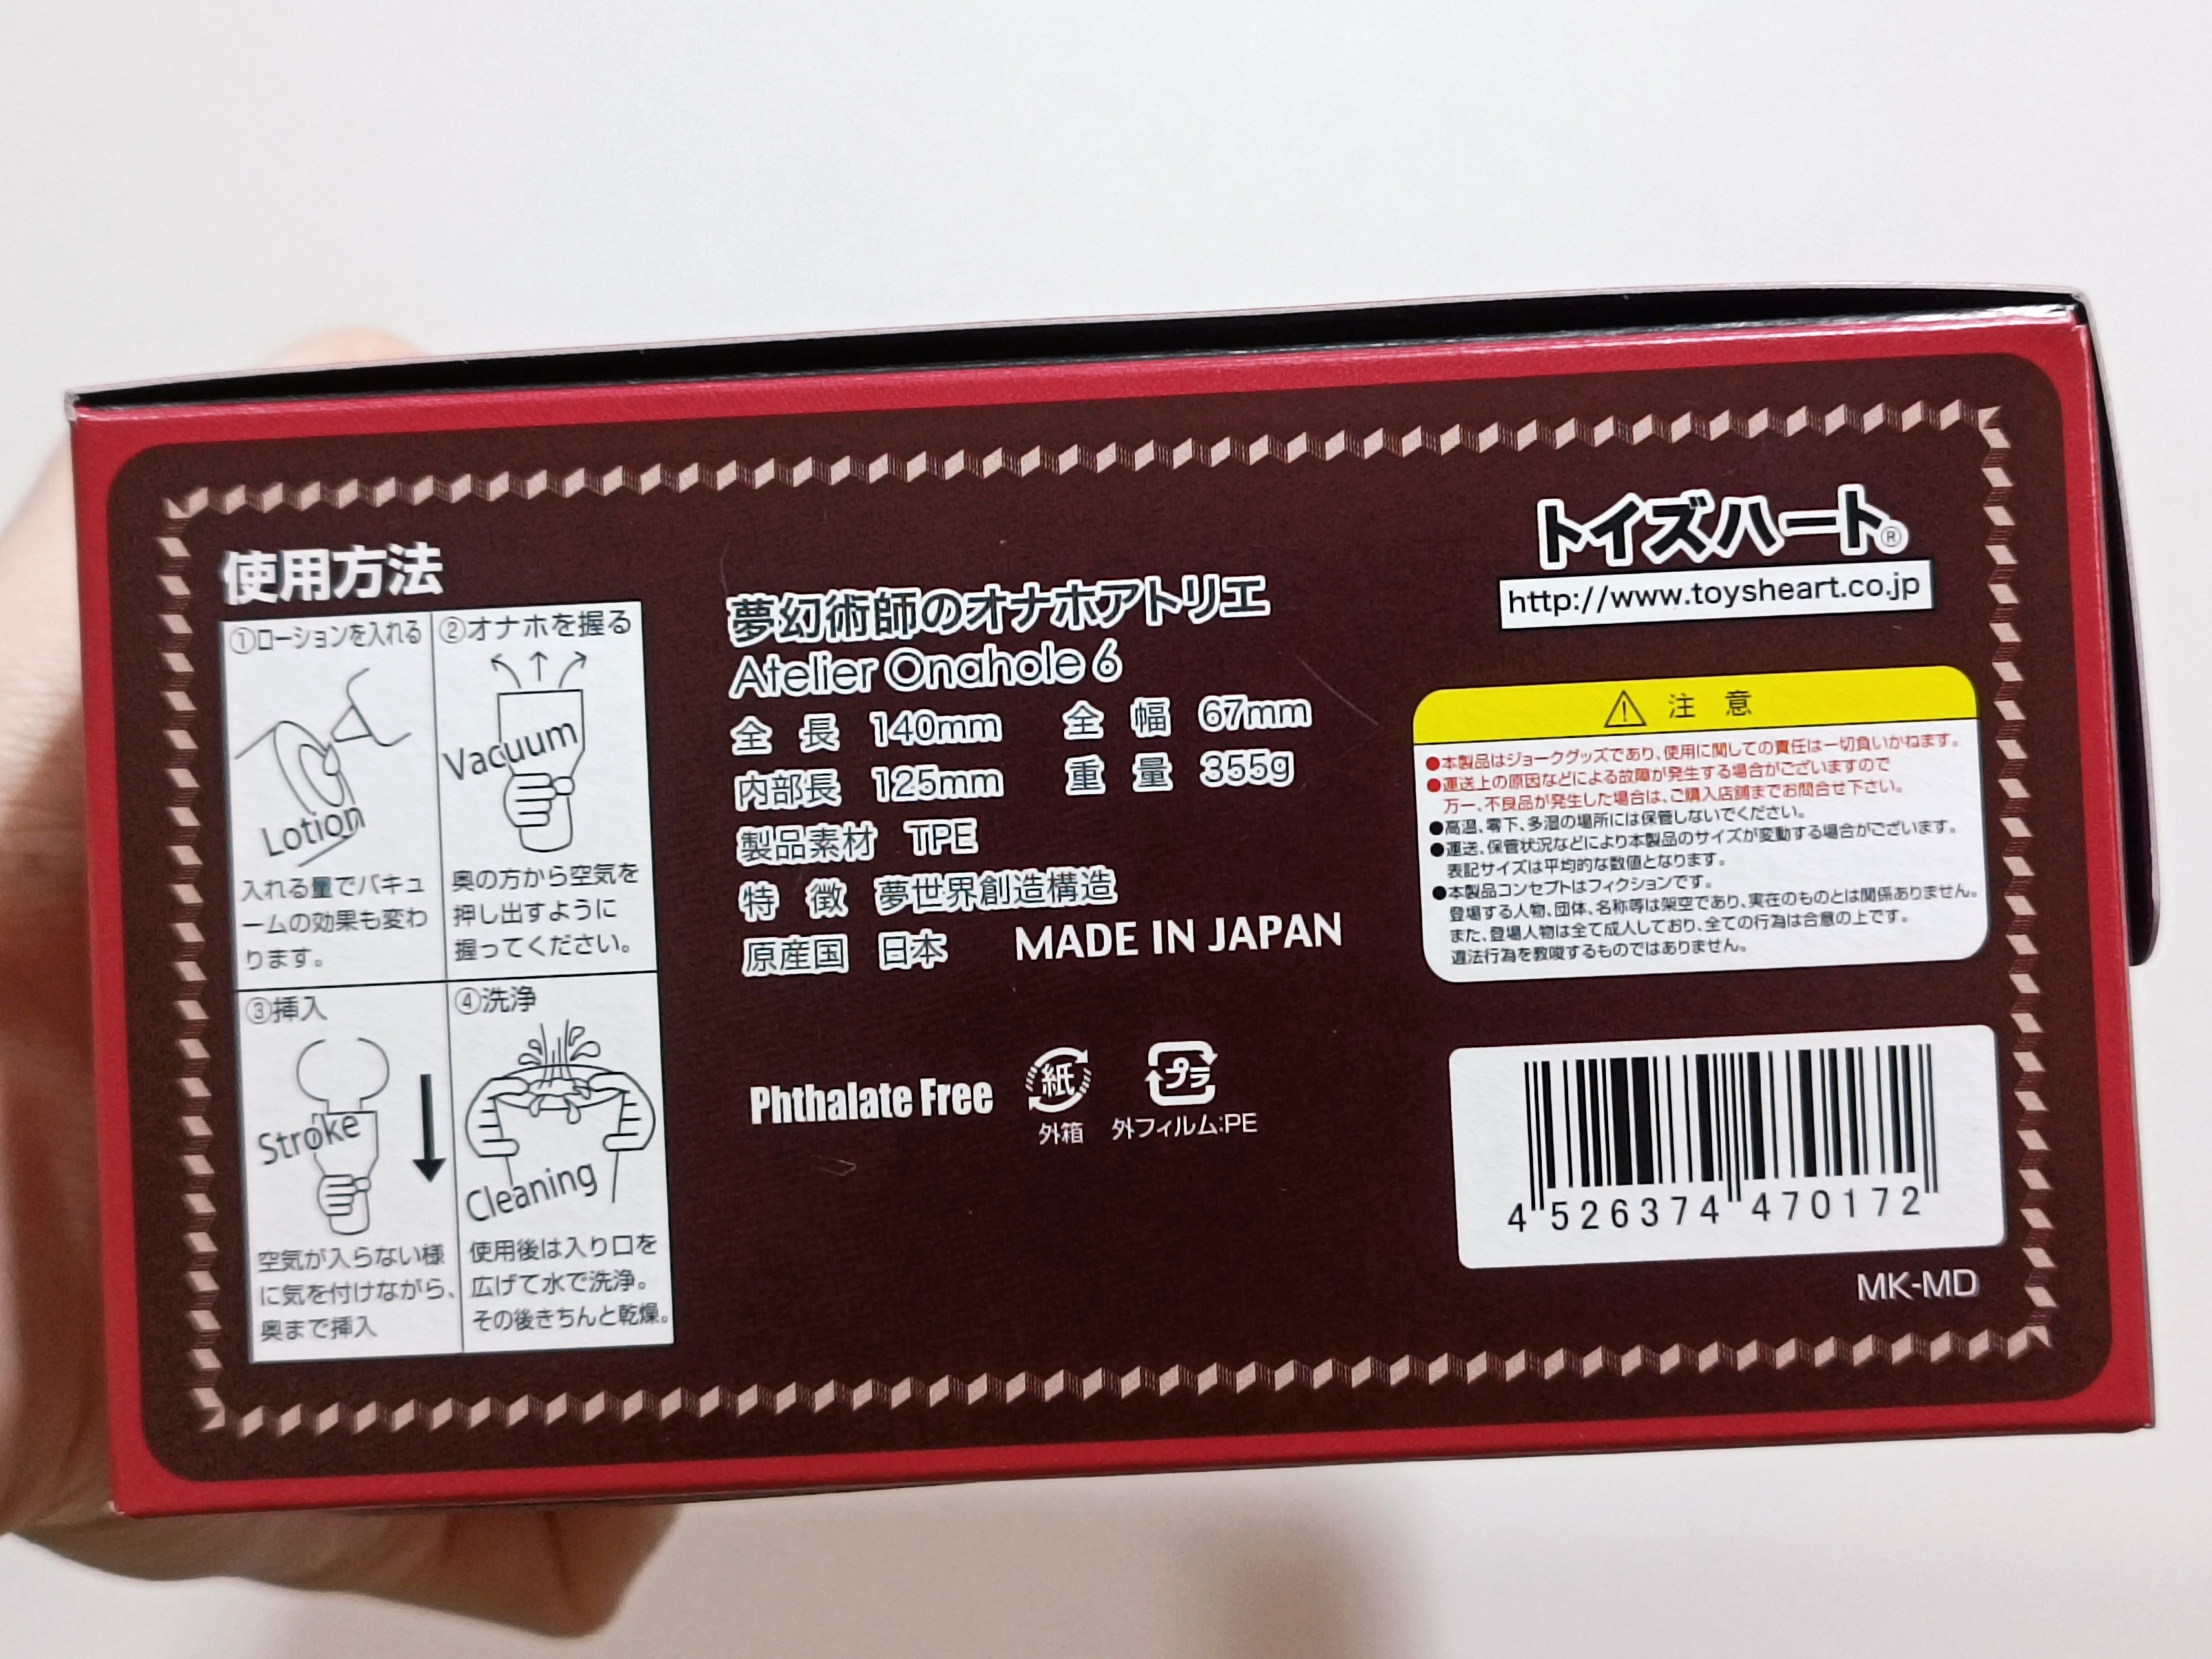 使用方法
①ローションを入れる
Lotion
入れる量でバキュ
ームの効果も変わ
ります。
②オナホを握る
Vacuum
奥の方から空気を
押し出すように
握ってください。
③挿入
Stroke
空気が入らない様
に気を付けながら、
奥まで挿入
④洗浄
Cleaning
使用後は入り口を
広げて水で洗浄。
その後きちんと乾燥。
夢幻術師のオナホアトリエ
Atelier Onahole 6
全長 140mm 全幅 67mm
内部長 125mm 重量 355g
製品素材 TPE
特徴 夢世界創造構造
原産国 日本 MADE IN JAPAN
Phthalate Free
紙
外箱
プラ
外フィルム:PE
トイズハート®
http://www.toysheart.co.jp
注意
●本製品はジョークグッズであり、使用に関しての責任は一切負いかねます。
●運送上の原因などによる故障が発生する場合がございますので
万一、不良品が発生した場合は、ご購入店舗までお問合せ下さい。
●高温、零下、多湿の場所には保管しないでください。
●運送、保管状況などにより本製品のサイズが変動する場合がございます。
表記サイズは平均的な数値となります。
●本製品コンセプトはフィクションです。
登場する人物、団体、名称等は架空であり、実在のものとは関係ありません。
また、登場人物は全て成人しており、全ての行為は合意の上です。
違法行為を教唆するものではありません。
4 526374 470172
MK-MD